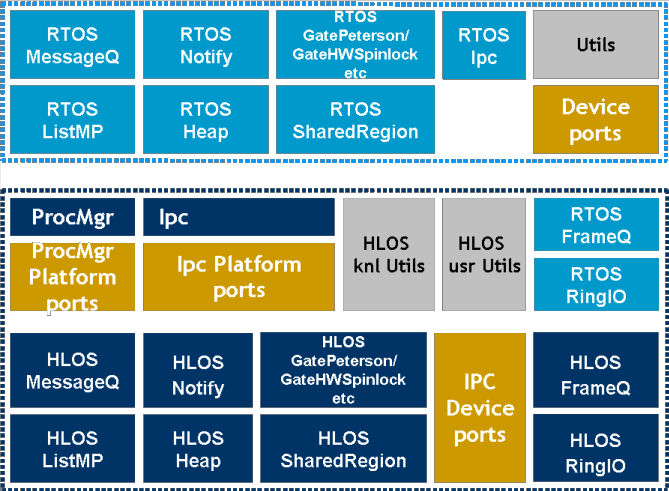 RTOS
MessageQ
RTOS
Notify
RTOS
GatePeterson/
GateHWSpinlock
etc
RTOS
Ipc
Utils
RTOS
ListMP
RTOS
Heap
RTOS
SharedRegion
Device
ports
ProcMgr
Ipc
HLOS
knl Utils
HLOS
usr Utils
RTOS
FrameQ
ProcMgr
Platform
ports
Ipc Platform
ports
RTOS
RingIO
HLOS
MessageQ
HLOS
Notify
HLOS
GatePeterson/
GateHWSpinlock
etc
IPC
Device
ports
HLOS
FrameQ
HLOS
ListMP
HLOS
Heap
HLOS
SharedRegion
HLOS
RingIO